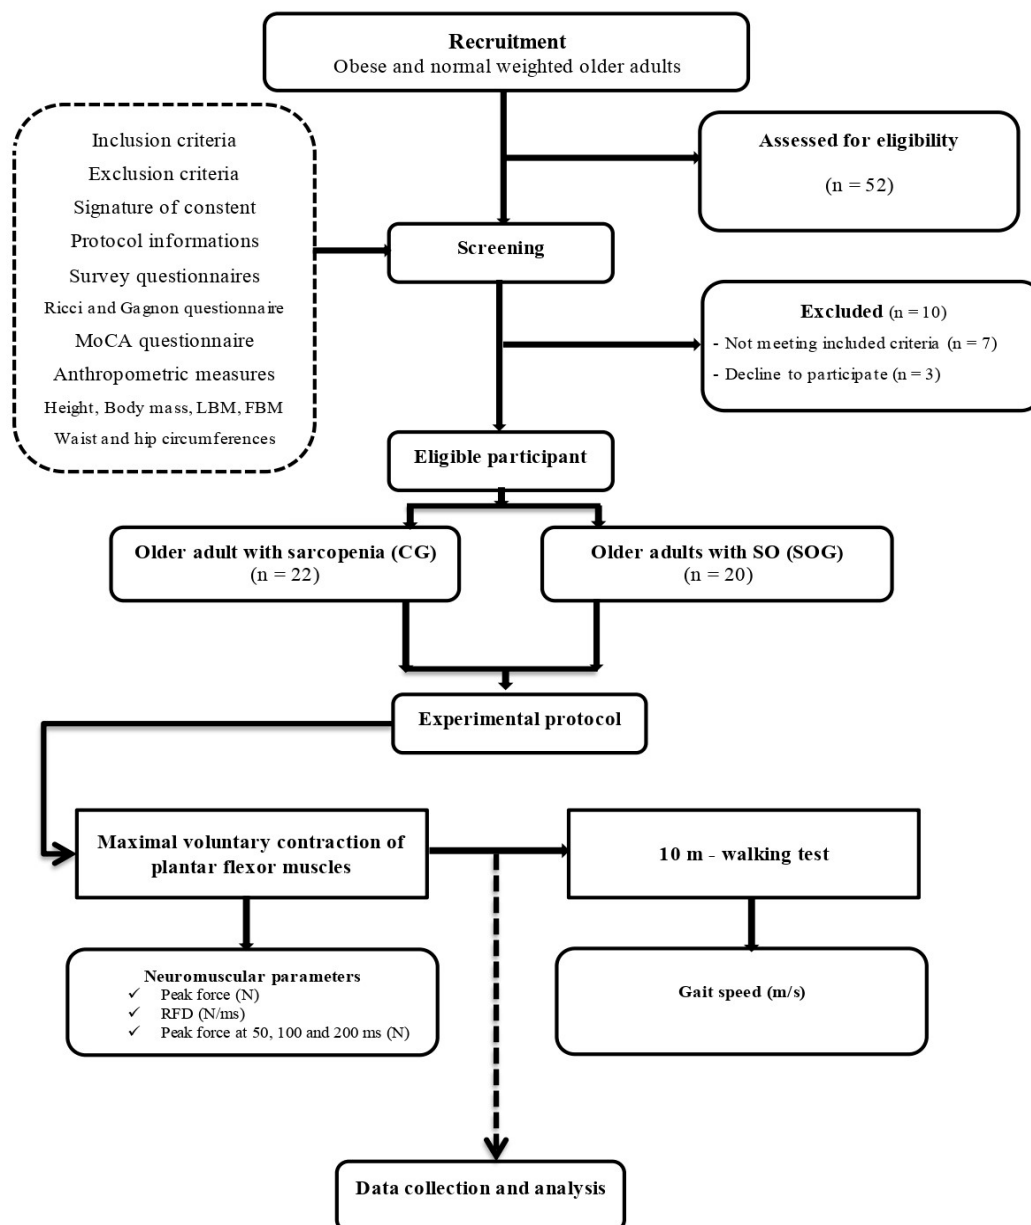 Recruitment
Obese and normal weighted older adults
Inclusion criteria
Exclusion criteria
Signature of constent
Protocol informations
Survey questionnaires
Ricci and Gagnon questionnaire
MoCA questionnaire
Anthropometric measures
Height, Body mass, LBM, FBM
Waist and hip circumferences
Assessed for eligibility
(n = 52)
Screening
Excluded (n = 10)
- Not meeting included criteria (n = 7)
- Decline to participate (n = 3)
Eligible participant
Older adult with sarcopenia (CG)
(n = 22)
Older adults with SO (SOG)
(n = 20)
Experimental protocol
Maximal voluntary contraction of
plantar flexor muscles
10 m - walking test
Neuromuscular parameters
✓ Peak force (N)
✓ RFD (N/ms)
✓ Peak force at 50, 100 and 200 ms (N)
Gait speed (m/s)
Data collection and analysis